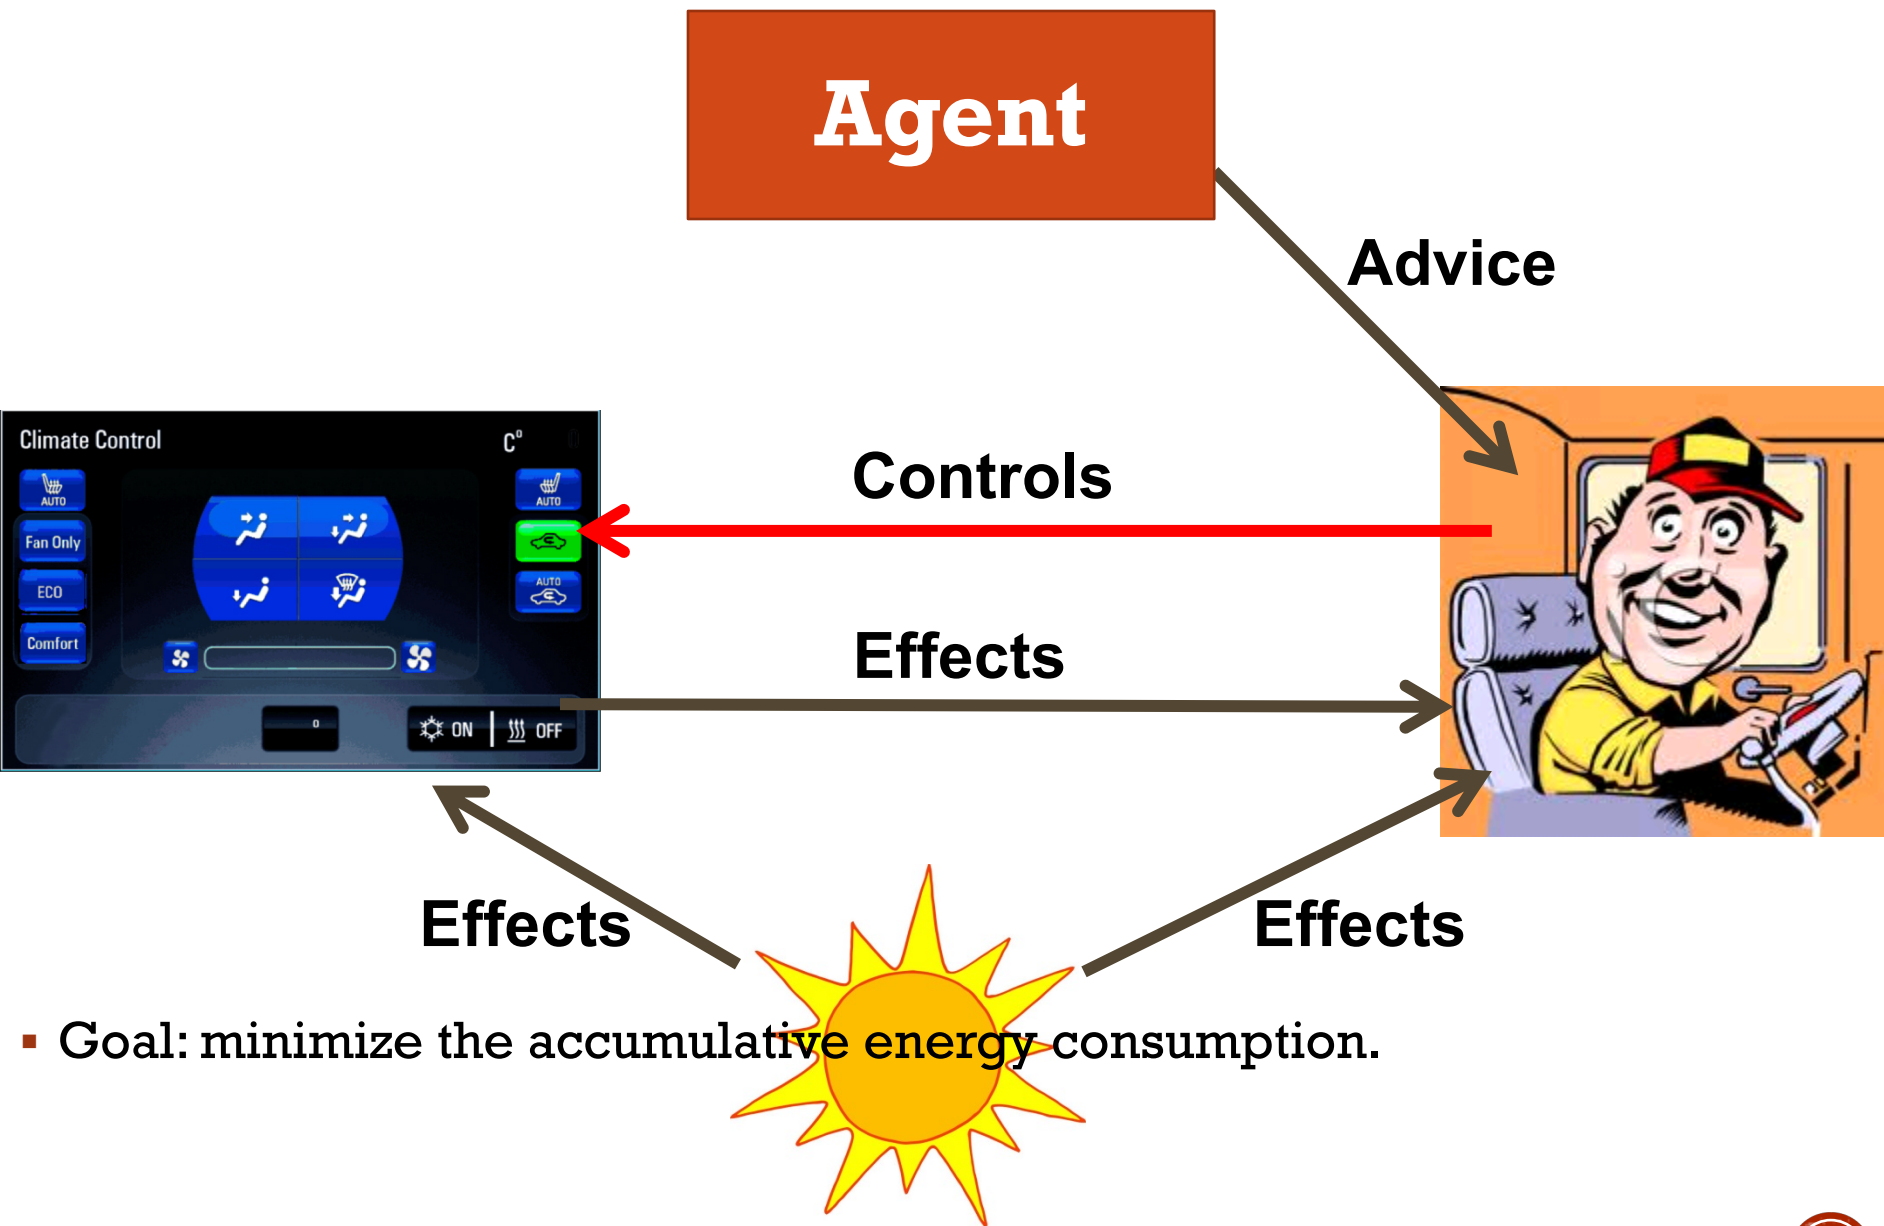 Agent
Advice
Climate Control
C°
AUTO
AUTO
Fan Only
ECO
AUTO
Comfort
°
ON
OFF
Controls
Effects
Effects
Effects
Goal: minimize the accumulative energy consumption.